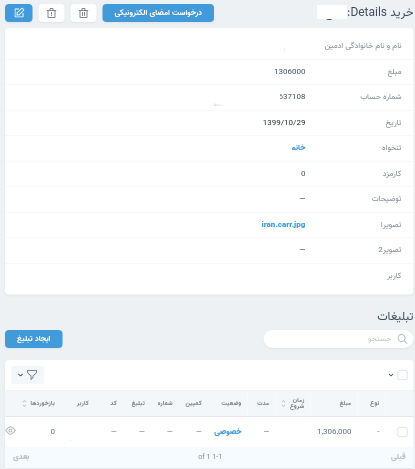 خرید Details:
درخواست امضای الکترونیکی
نام و نام خانوادگی ادمین
مبلغ 1306000
شماره حساب 537108
تاریخ 1399/10/29
تنخواه خانه
کارمزد 0
توضیحات —
تصویر1 iran.carr.jpg
تصویر2 —
کاربر
تبلیغات
جستجو
ایجاد تبلیغ
نوع مبلغ زمان شروع مدت وضعیت کمپین شماره تبلیغ کد کاربر بازخوردها
- 1,306,000 — خصوصی — — — — 0
قبلی 1-1 of 1 بعدی